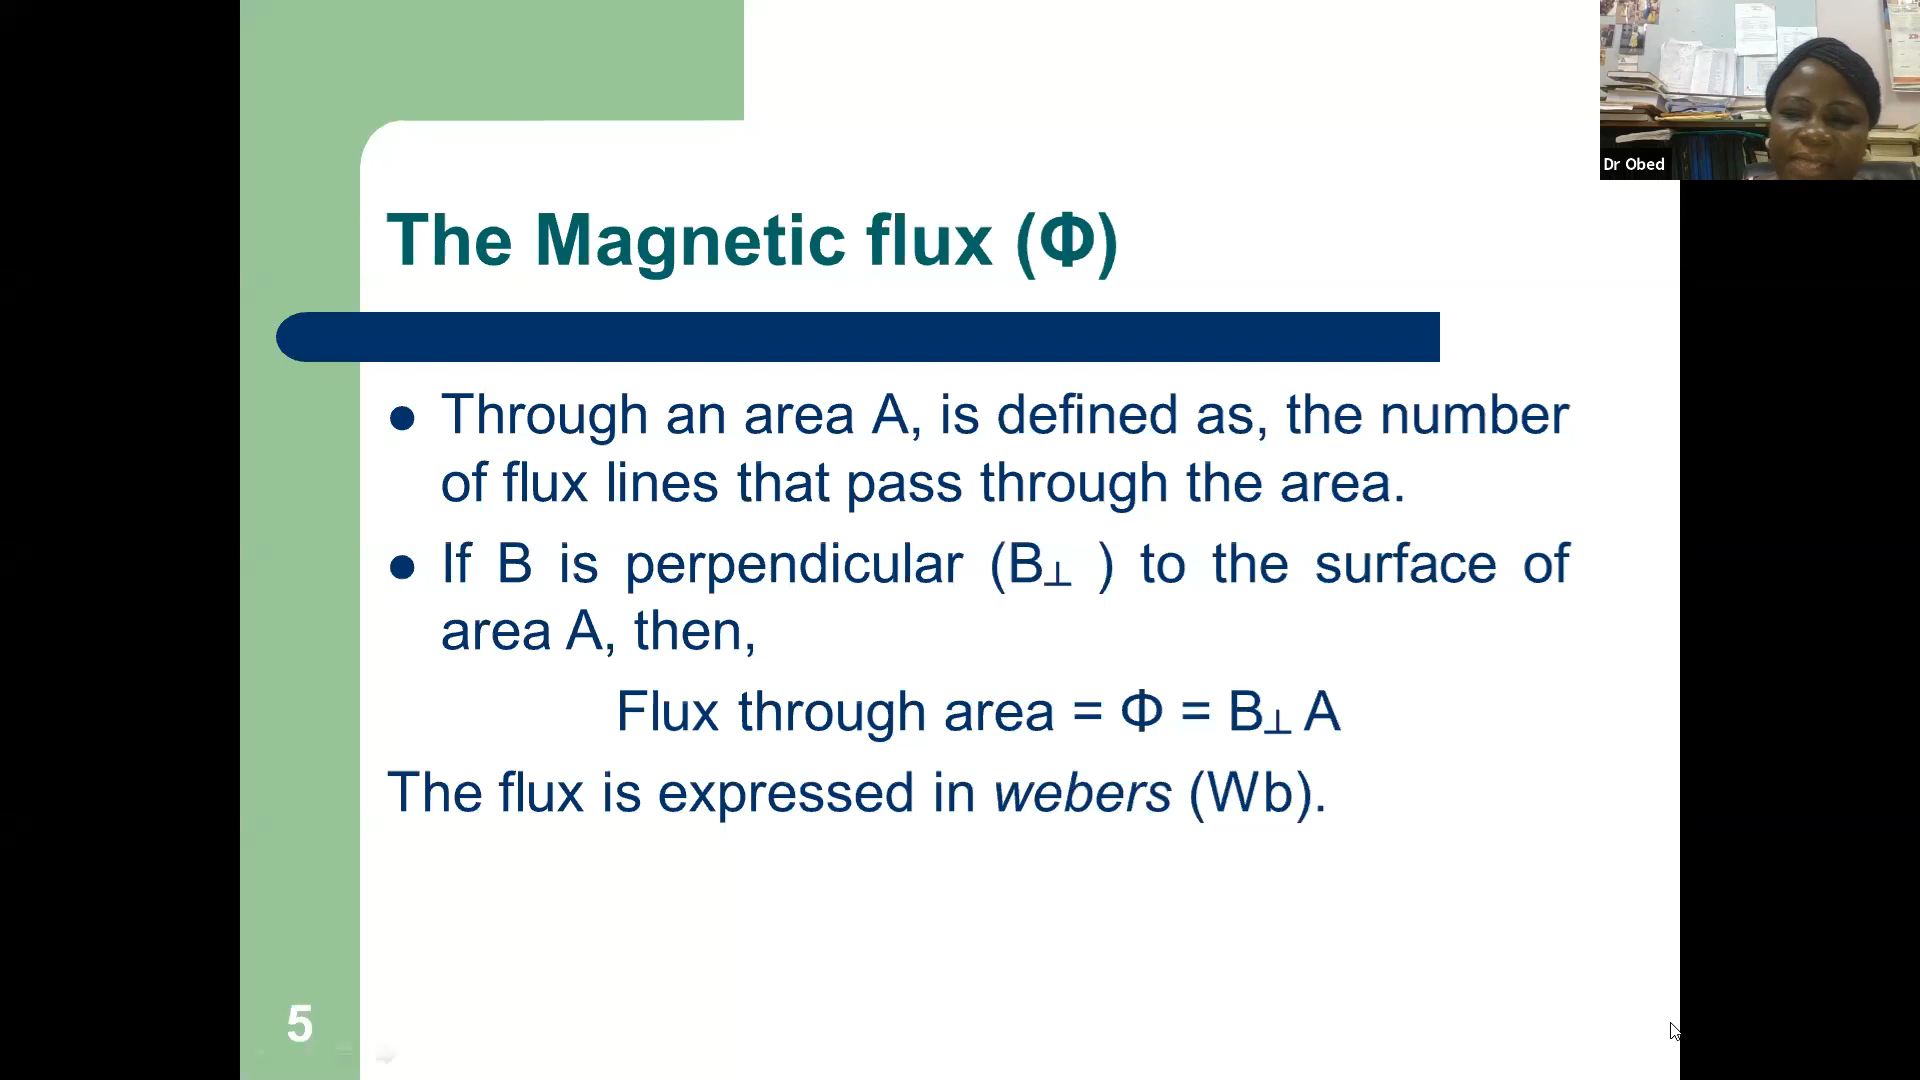 Dr Obed
The Magnetic flux (Φ)
● Through an area A, is defined as, the number
of flux lines that pass through the area.
● If B is perpendicular (B⊥ ) to the surface of
area A, then,
Flux through area = Φ = B⊥ A
The flux is expressed in webers (Wb).
5